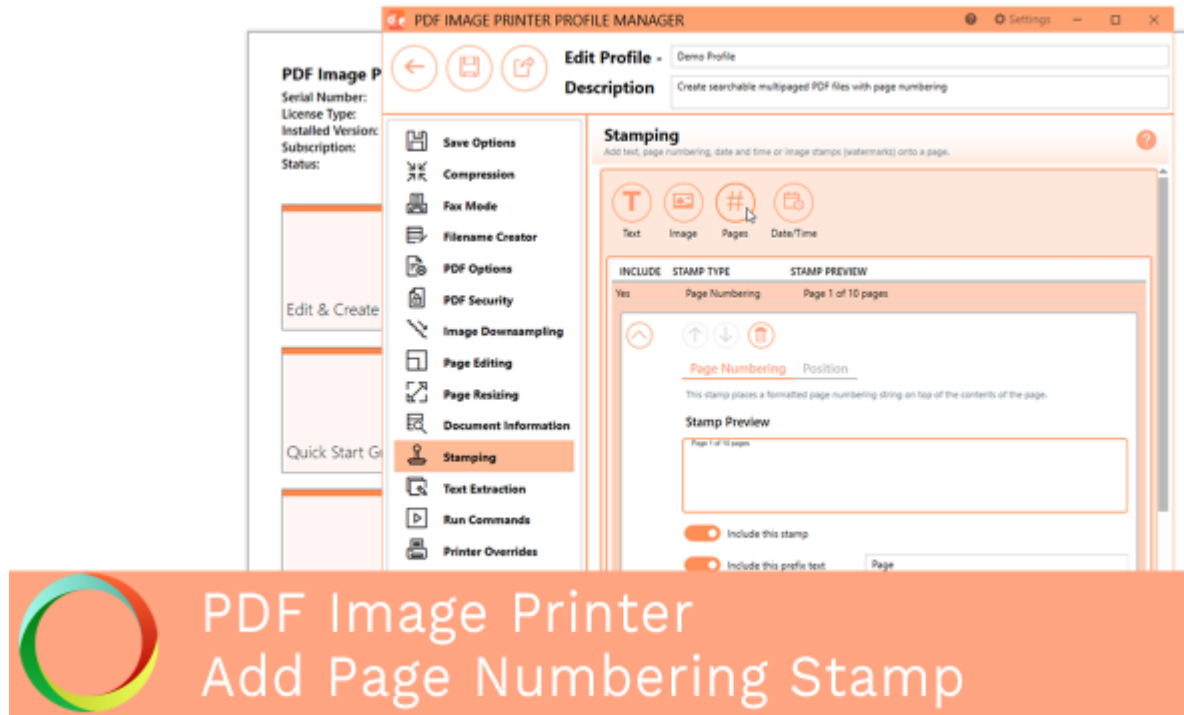 PDF IMAGE PRINTER PROFILE MANAGER
Settings
PDF Image P
Serial Number:
License Type:
Installed Version:
Subscription:
Status:
Edit & Create
Quick Start G
Edit Profile - Demo Profile
Description Create searchable multipaged PDF files with page numbering
Save Options
Compression
Fax Mode
Filename Creator
PDF Options
PDF Security
Image Downsampling
Page Editing
Page Resizing
Document Information
Stamping
Text Extraction
Run Commands
Printer Overrides
Stamping
Add text, page numbering, date and time or image stamps (watermarks) onto a page.
Text Image Pages Date/Time
INCLUDE STAMP TYPE STAMP PREVIEW
Yes Page Numbering Page 1 of 10 pages
Page Numbering Position
This stamp places a formatted page numbering string on top of the contents of the page.
Stamp Preview
Page 1 of 10 pages
Include this stamp
Include this prefix text Page
PDF Image Printer
Add Page Numbering Stamp